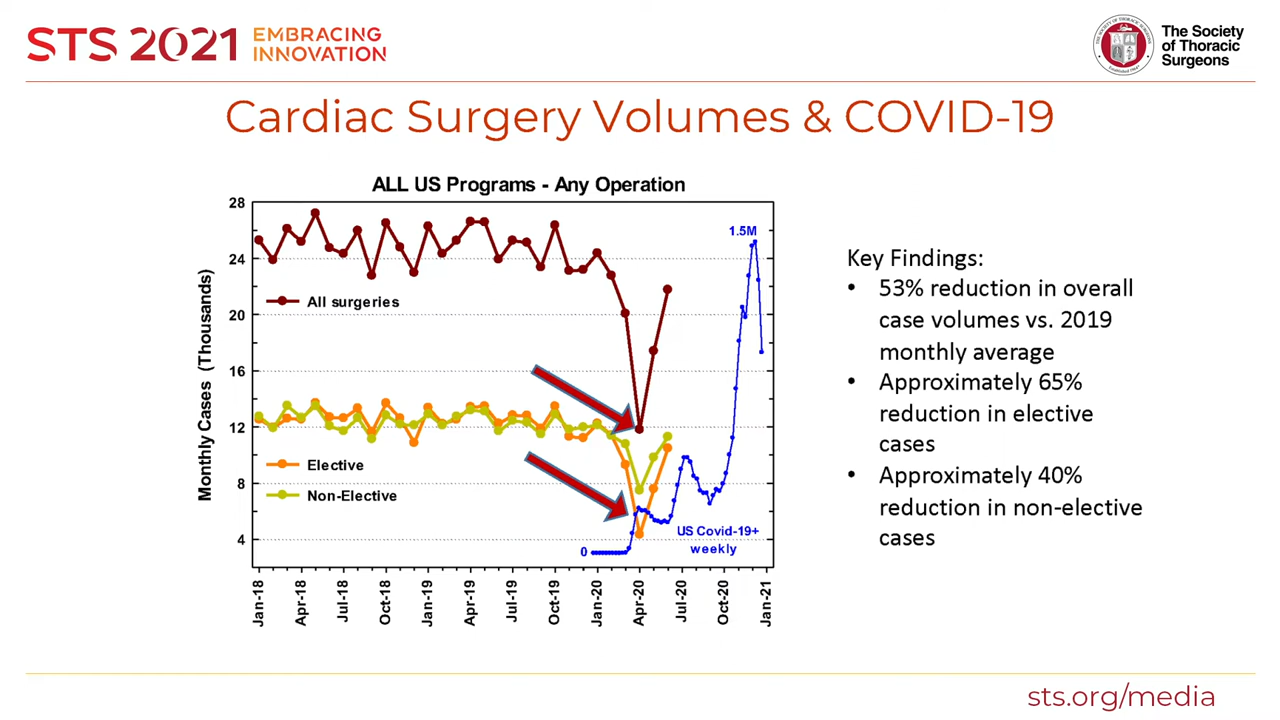 STS 2021 EMBRACING
INNOVATION
The Society
of Thoracic
Surgeons
Cardiac Surgery Volumes & COVID-19
ALL US Programs - Any Operation
Monthly Cases (Thousands)
28
24
20
16
12
8
4
All surgeries
Elective
Non-Elective
1.5M
0
US Covid-19+
weekly
Jan-18
Apr-18
Jul-18
Oct-18
Jan-19
Apr-19
Jul-19
Oct-19
Jan-20
Apr-20
Jul-20
Oct-20
Jan-21
Key Findings:
• 53% reduction in overall
case volumes vs. 2019
monthly average
• Approximately 65%
reduction in elective
cases
• Approximately 40%
reduction in non-elective
cases
sts.org/media